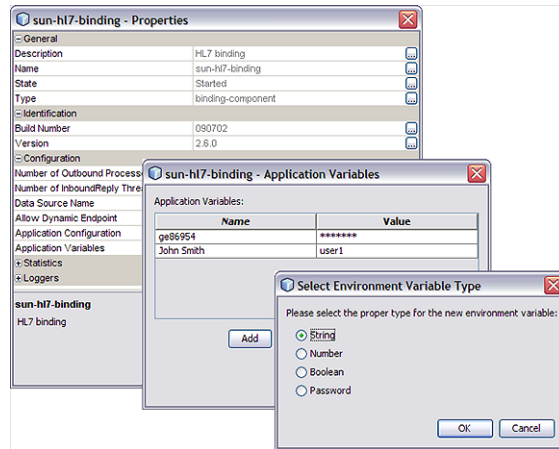 sun-hl7-binding - Properties
General
Description HL7 binding ...
Name sun-hl7-binding ...
State Started ...
Type binding-component ...
Identification
Build Number 090702 ...
Version 2.6.0 ...
Configuration
Number of Outbound
Number of InboundReply
Data Source Name
Allow Dynamic Endpoint
Application Configuration
Application Variables
Statistics
Loggers
sun-hl7-binding
HL7 binding
sun-hl7-binding - Application Variables
Application Variables:
Name Value
ge86954 *******
John Smith user1
Add
Select Environment Variable Type
Please select the proper type for the new environment variable:
String
Number
Boolean
Password
OK Cancel